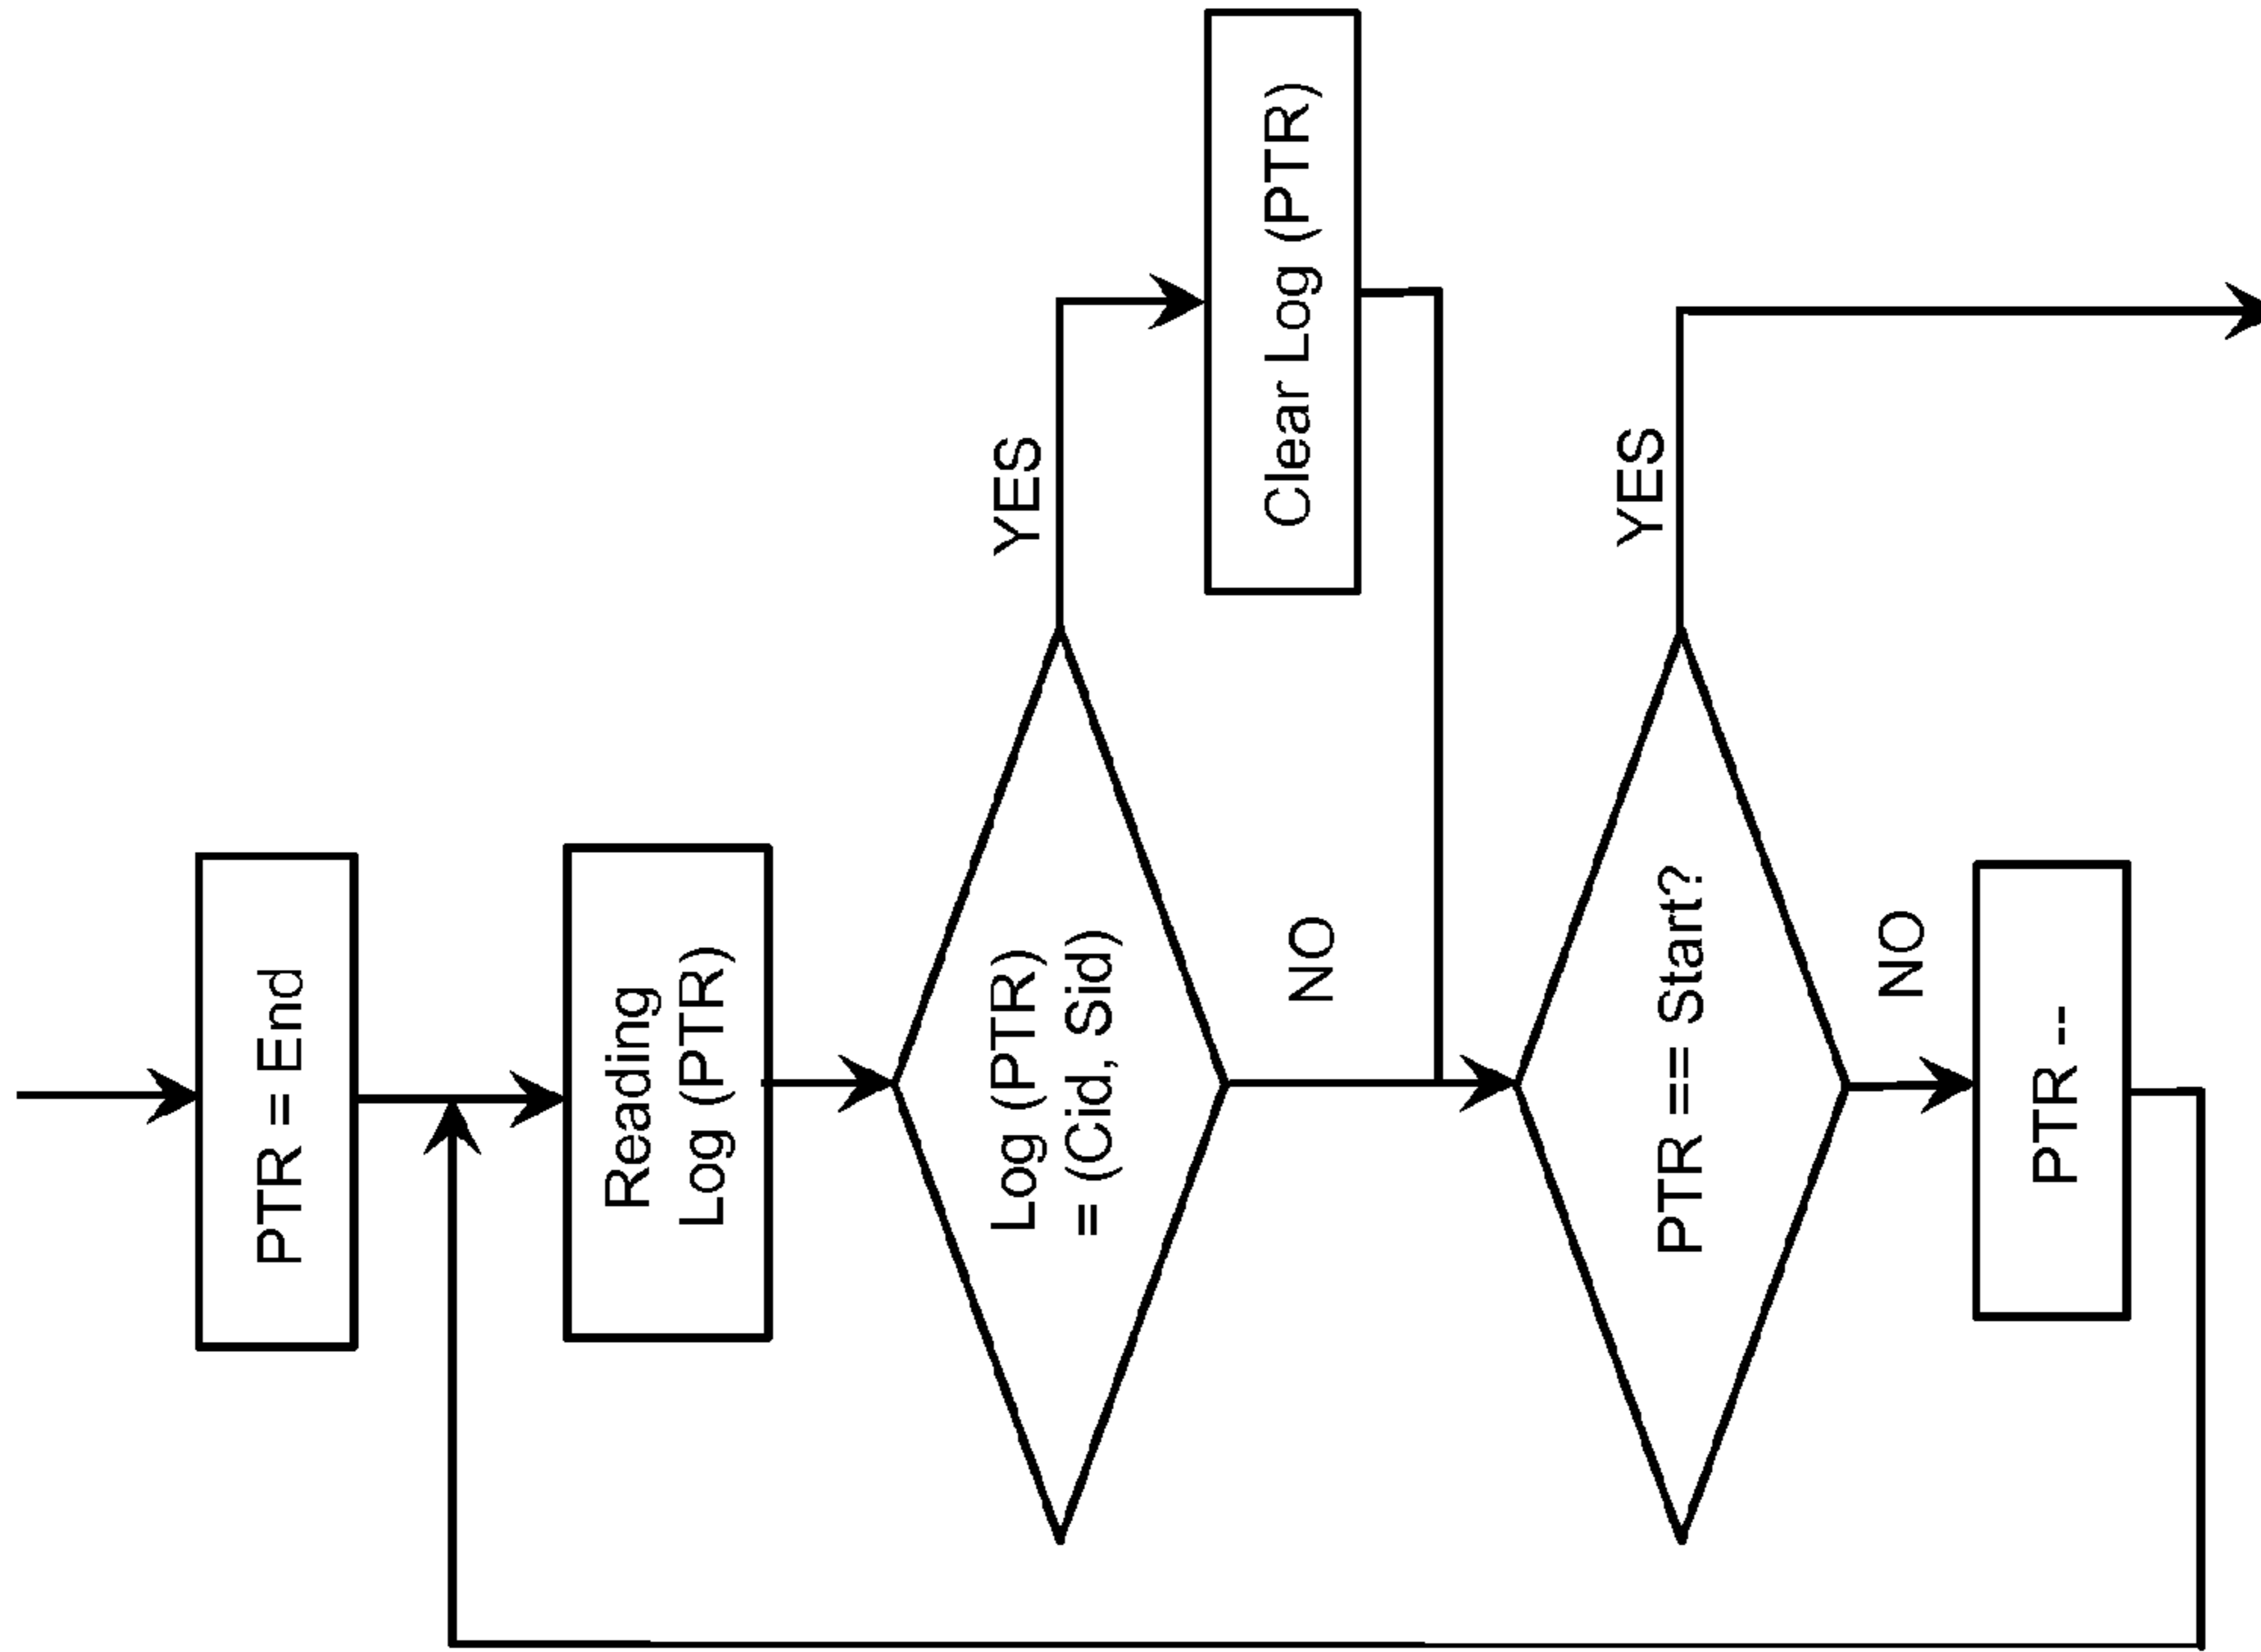 PTR = End
Reading
Log (PTR)
Log (PTR)
= (Cid, Sid)
YES
Clear Log (PTR)
NO
PTR == Start?
YES
NO
PTR --